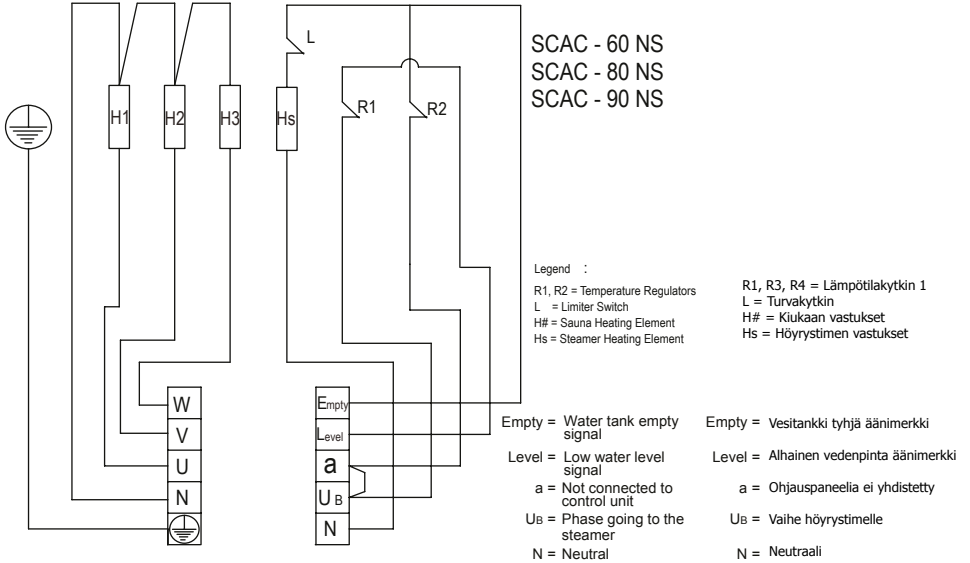 L
SCAC - 60 NS
SCAC - 80 NS
SCAC - 90 NS
H1
H2
H3
Hs
R1
R2
Legend :
R1, R2 = Temperature Regulators
L = Limiter Switch
H# = Sauna Heating Element
Hs = Steamer Heating Element
R1, R3, R4 = Lämpötilakytkin 1
L = Turvakytkin
H# = Kiukaan vastukset
Hs = Höyrystimen vastukset
W
V
U
N
Empty
Level
a
UB
N
Empty = Water tank empty
signal
Level = Low water level
signal
a = Not connected to
control unit
UB = Phase going to the
steamer
N = Neutral
Empty = Vesitankki tyhjä äänimerkki
Level = Alhainen vedenpinta äänimerkki
a = Ohjauspaneelia ei yhdistetty
UB = Vaihe höyrystimelle
N = Neutraali